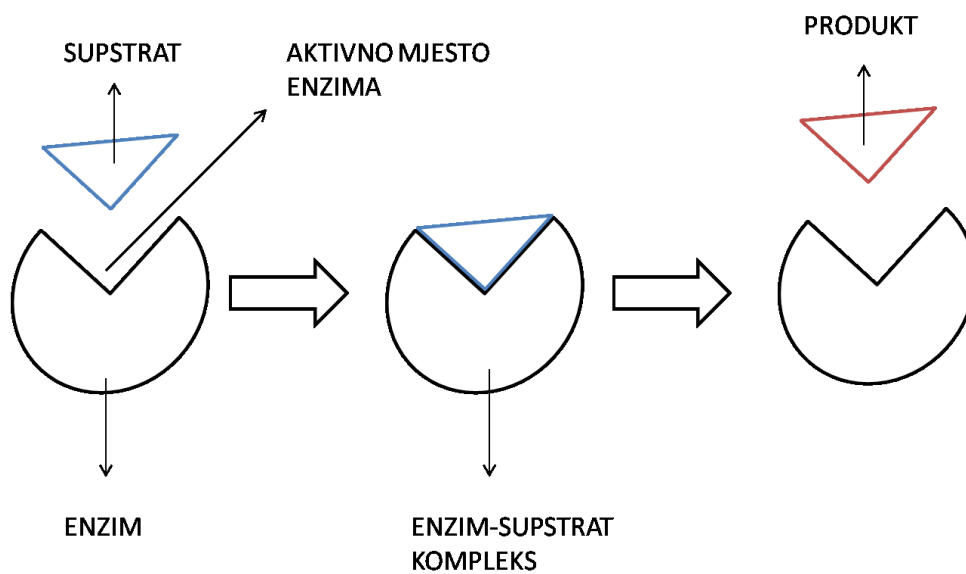 SUPSTRAT
AKTIVNO MJESTO
ENZIMA
PRODUKT
ENZIM
ENZIM-SUPSTRAT
KOMPLEKS